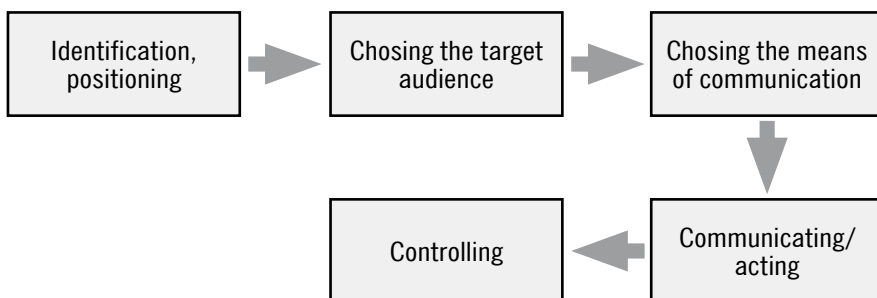 Identification,
positioning
Chosing the target
audience
Chosing the means
of communication
Communicating/
acting
Controlling